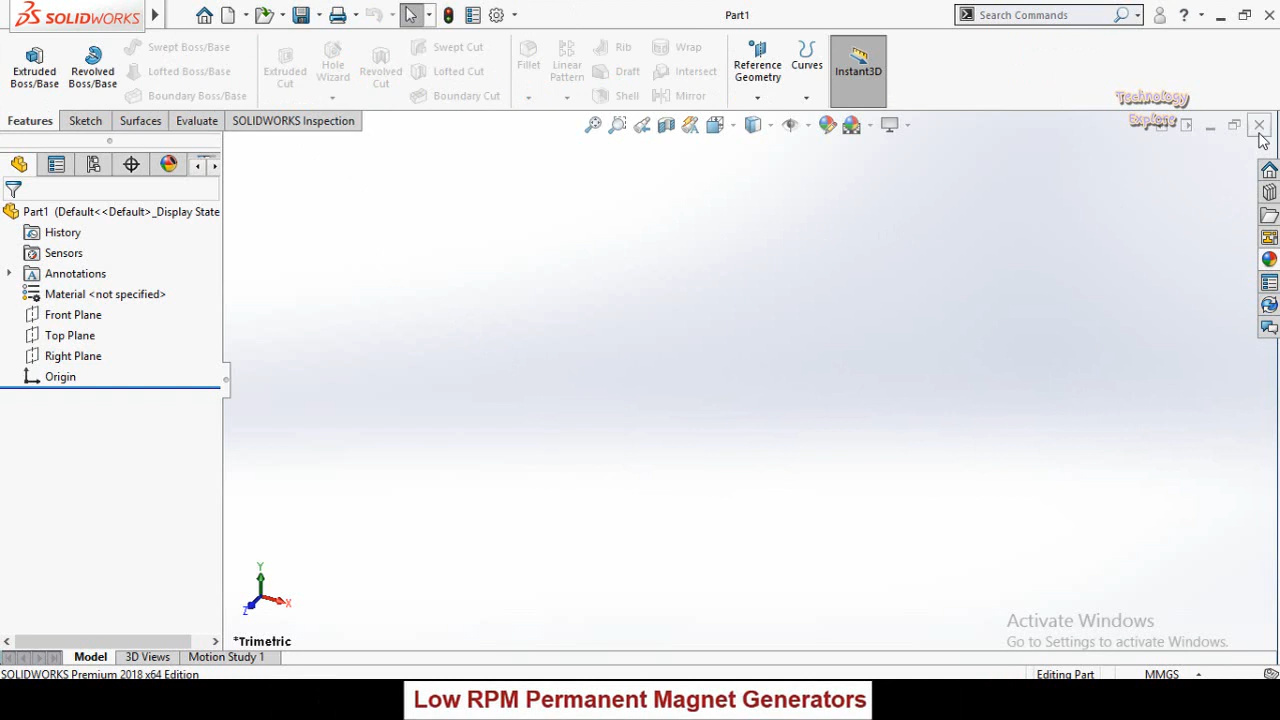 SOLIDWORKS
Part1
Search Commands
Extruded Boss/Base
Revolved Boss/Base
Swept Boss/Base
Lofted Boss/Base
Boundary Boss/Base
Extruded Cut
Hole Wizard
Revolved Cut
Swept Cut
Lofted Cut
Boundary Cut
Fillet
Linear Pattern
Rib
Draft
Shell
Wrap
Intersect
Mirror
Reference Geometry
Curves
Instant3D
Features
Sketch
Surfaces
Evaluate
SOLIDWORKS Inspection
Technology
Explore
Part1 (Default<<Default>_Display State
History
Sensors
Annotations
Material <not specified>
Front Plane
Top Plane
Right Plane
Origin
Y
Z
X
*Trimetric
Activate Windows
Go to Settings to activate Windows.
Model
3D Views
Motion Study 1
SOLIDWORKS Premium 2018 x64 Edition
Editing Part
MMGS
Low RPM Permanent Magnet Generators